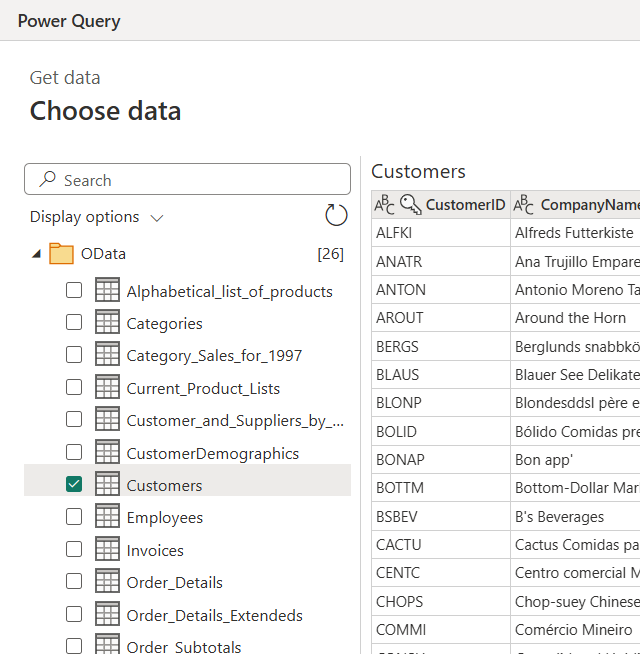 Power Query
Get data
Choose data
Search
Display options
OData [26]
Alphabetical_list_of_products
Categories
Category_Sales_for_1997
Current_Product_Lists
Customer_and_Suppliers_by_...
CustomerDemographics
Customers
Employees
Invoices
Order_Details
Order_Details_Extendeds
Order_Subtotals
Customers
ABC CustomerID ABC CompanyName
ALFKI Alfreds Futterkiste
ANATR Ana Trujillo Empare
ANTON Antonio Moreno Ta
AROUT Around the Horn
BERGS Berglunds snabbkö
BLAUS Blauer See Delikate
BLONP Blondesddsl père e
BOLID Bólido Comidas pre
BONAP Bon app'
BOTTM Bottom-Dollar Mar
BSBEV B's Beverages
CACTU Cactus Comidas pa
CENTC Centro comercial M
CHOPS Chop-suey Chinese
COMMI Comércio Mineiro